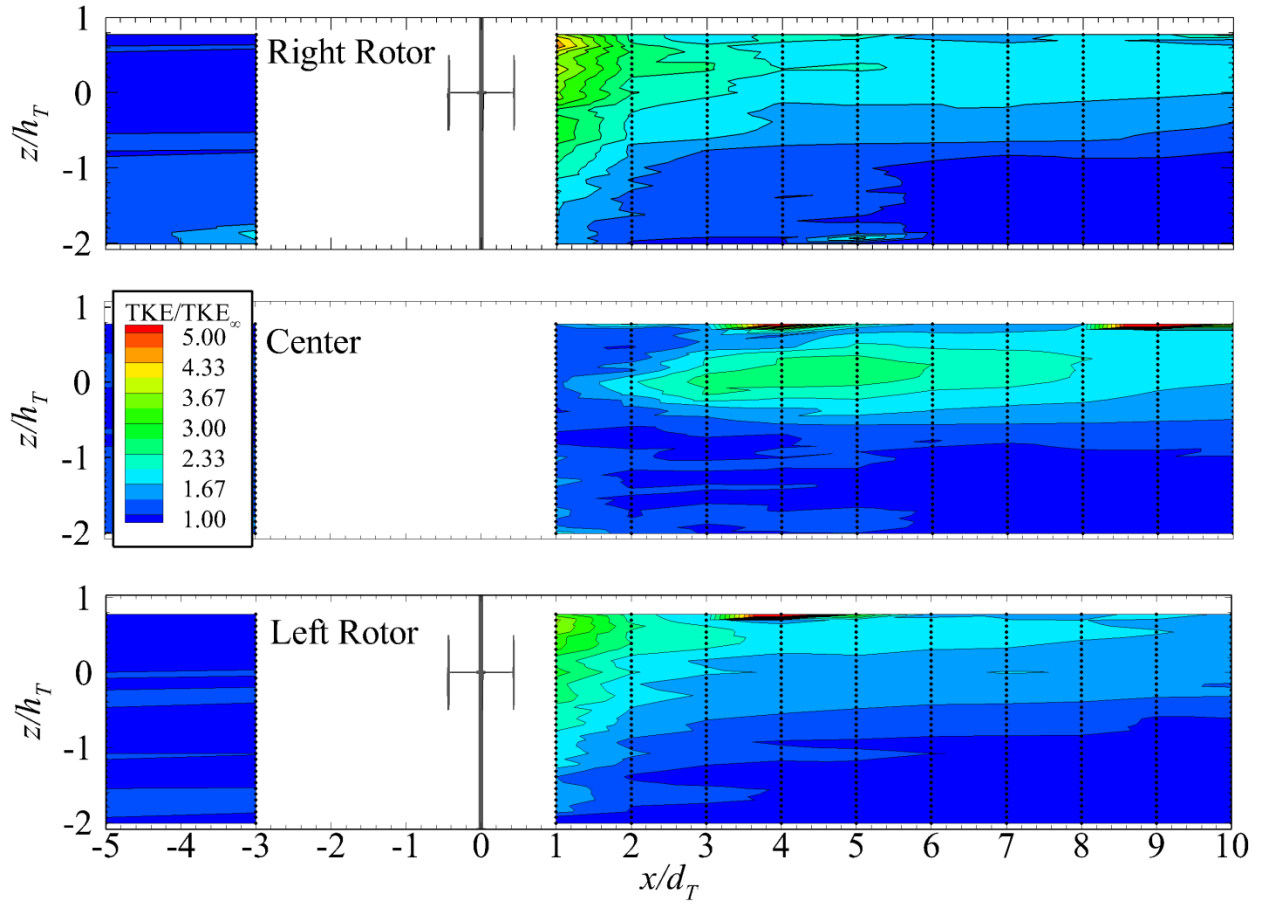 1
Right Rotor
0
-1
-2
z/h_T
1
TKE/TKE_∞
5.00
4.33
3.67
3.00
2.33
1.67
1.00
Center
0
-1
-2
z/h_T
1
Left Rotor
0
-1
-2
z/h_T
-5 -4 -3 -2 -1 0 1 2 3 4 5 6 7 8 9 10
x/d_T